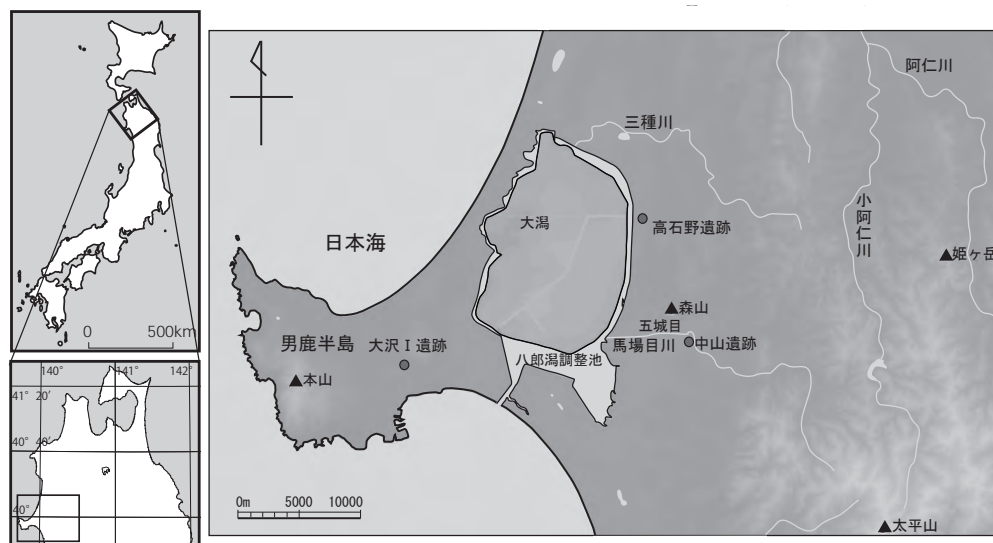 0 500km
140° 141° 142°
41° 20′
40° 40′
40°
日本海
男鹿半島
大沢Ⅰ遺跡
▲本山
0m 5000 10000
大潟
三種川
阿仁川
小阿仁川
高石野遺跡
▲姫ヶ岳
▲森山
五城目
馬場目川
中山遺跡
八郎潟調整池
▲太平山